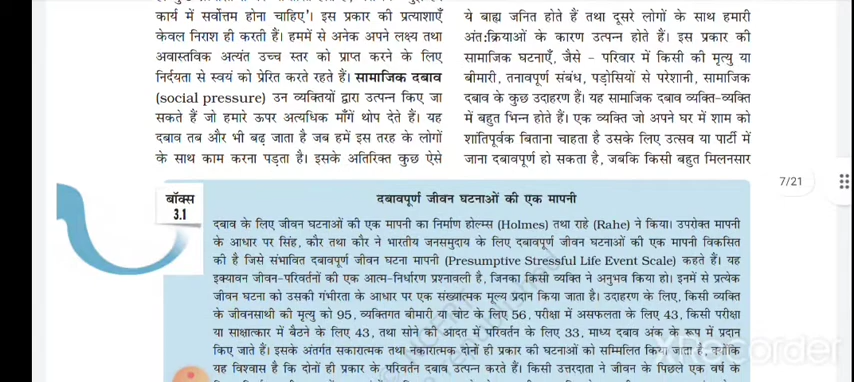 कार्य में सर्वोत्तम होना चाहिए'। इस प्रकार की प्रत्याशाएँ
केवल निराश ही करती हैं। हममें से अनेक अपने लक्ष्य तथा
अवास्तविक अत्यंत उच्च स्तर को प्राप्त करने के लिए
निर्दयता से स्वयं को प्रेरित करते रहते हैं। सामाजिक दबाव
(social pressure) उन व्यक्तियों द्वारा उत्पन्न किए जा
सकते हैं जो हमारे ऊपर अत्यधिक माँगें थोप देते हैं। यह
दबाव तब और भी बढ़ जाता है जब हमें इस तरह के लोगों
के साथ काम करना पड़ता है। इसके अतिरिक्त कुछ ऐसे
ये बाह्य जनित होते हैं तथा दूसरे लोगों के साथ हमारी
अंत:क्रियाओं के कारण उत्पन्न होते हैं। इस प्रकार की
सामाजिक घटनाएँ, जैसे - परिवार में किसी की मृत्यु या
बीमारी, तनावपूर्ण संबंध, पड़ोसियों से परेशानी, सामाजिक
दबाव के कुछ उदाहरण हैं। यह सामाजिक दबाव व्यक्ति-व्यक्ति
में बहुत भिन्न होते हैं। एक व्यक्ति जो अपने घर में शाम को
शांतिपूर्वक बिताना चाहता है उसके लिए उत्सव या पार्टी में
जाना दबावपूर्ण हो सकता है, जबकि किसी बहुत मिलनसार
7/21
बॉक्स
3.1
दबावपूर्ण जीवन घटनाओं की एक मापनी
दबाव के लिए जीवन घटनाओं की एक मापनी का निर्माण होल्म्स (Holmes) तथा राहे (Rahe) ने किया। उपरोक्त मापनी
के आधार पर सिंह, कौर तथा कौर ने भारतीय जनसमुदाय के लिए दबावपूर्ण जीवन घटनाओं की एक मापनी विकसित
की है जिसे संभावित दबावपूर्ण जीवन घटना मापनी (Presumptive Stressful Life Event Scale) कहते हैं। यह
इक्यावन जीवन-परिवर्तनों की एक आत्म-निर्धारण प्रश्नावली है, जिनका किसी व्यक्ति ने अनुभव किया हो। इनमें से प्रत्येक
जीवन घटना को उसकी गंभीरता के आधार पर एक संख्यात्मक मूल्य प्रदान किया जाता है। उदाहरण के लिए, किसी व्यक्ति
के जीवनसाथी की मृत्यु को 95, व्यक्तिगत बीमारी या चोट के लिए 56, परीक्षा में असफलता के लिए 43, किसी परीक्षा
या साक्षात्कार में बैठने के लिए 43, तथा सोने की आदत में परिवर्तन के लिए 33, माध्य दबाव अंक के रूप में प्रदान
किए जाते हैं। इसके अंतर्गत सकारात्मक तथा नकारात्मक दोनों ही प्रकार की घटनाओं को सम्मिलित किया जाता है, क्योंकि
यह विश्वास है कि दोनों ही प्रकार के परिवर्तन दबाव उत्पन्न करते हैं। किसी उत्तरदाता ने जीवन के पिछले एक वर्ष के
XRecorder